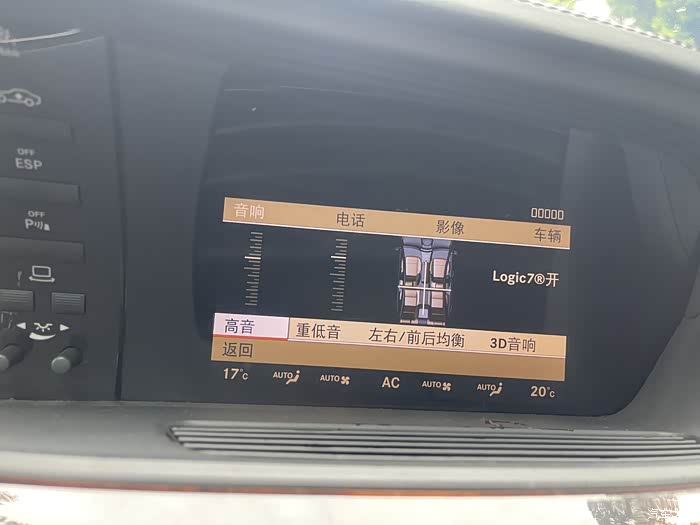 OFF
ESP
OFF
P
音响 电话 影像 车辆
Logic7®开
高音 重低音 左右/前后均衡 3D音响
返回
17°C AUTO AUTO AC AUTO AUTO 20°C